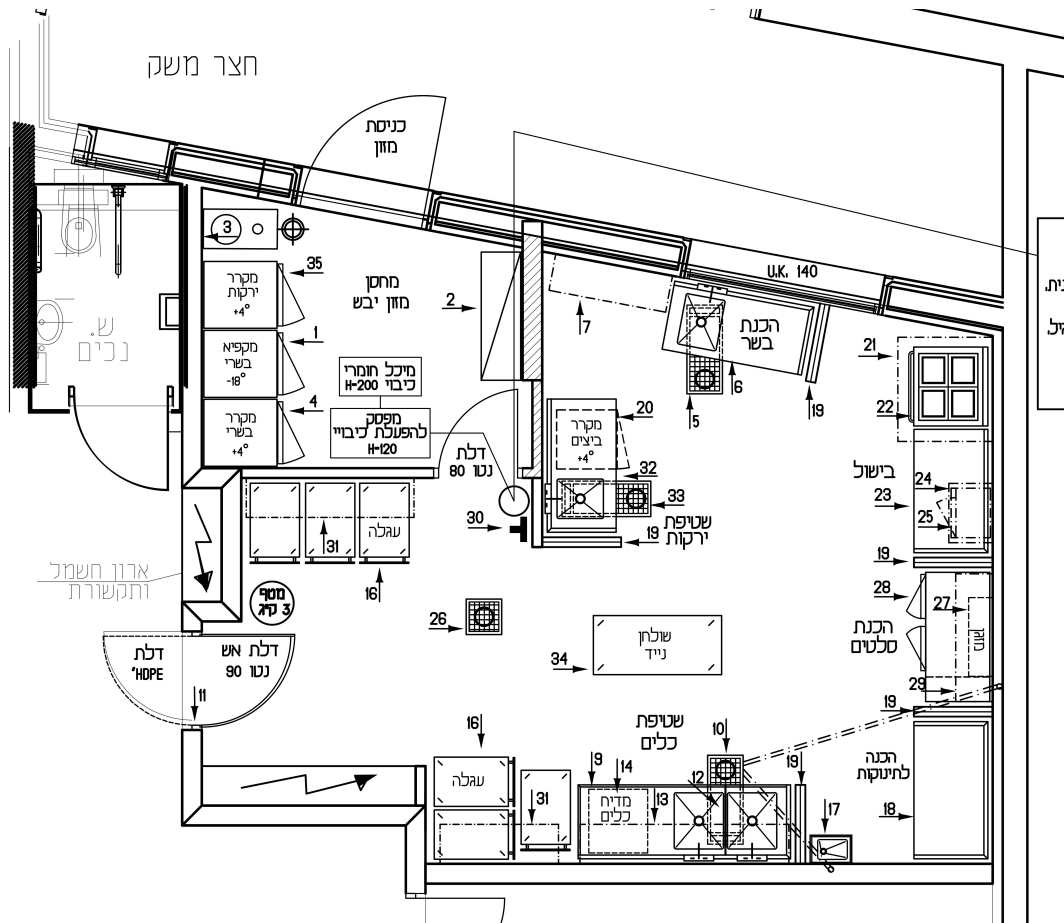 חצר משק
כניסת
מזון
3
35
מקרר
ירקות
+4°
מחסן
מזון יבש
2
7
U.K. 140
הכנת
בשר
6
5
19
21
22
1
מקפיא
בשרי
-18°
4
מקרר
בשרי
+4°
ש.
נכים
מיכל חומרי
כיבוי H-200
מפסק
להפעלת כיבויי
H-120
דלת
נטו 80
20
מקרר
ביצים
+4°
32
33
שטיפת
ירקות
19
30
בישול
24
23
25
19
28
27
הכנת
סלטים
מזגן
29
19
ארון חשמל
ותקשורת
31
עגלה
16
מטף
3 ק״ג
26
שולחן
נייד
34
דלת
HDPE"
דלת אש
נטו 90
11
16
עגלה
31
שטיפת
כלים
10
9
14
12
13
19
מדיח
כלים
17
הכנה
לתינוקות
18
נית.